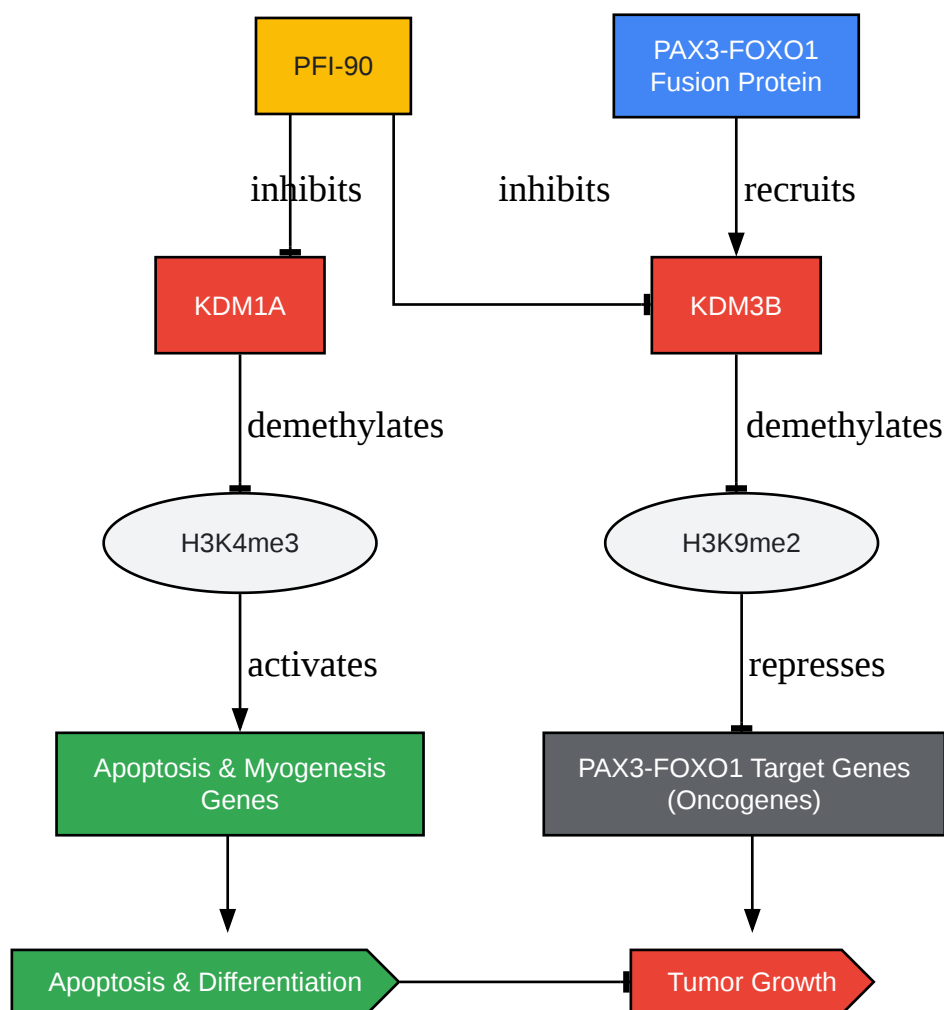 PFI-90
PAX3-FOXO1
Fusion Protein
inhibits
inhibits
recruits
KDM1A
KDM3B
demethylates
demethylates
H3K4me3
H3K9me2
activates
represses
Apoptosis & Myogenesis
Genes
PAX3-FOXO1 Target Genes
(Oncogenes)
Apoptosis & Differentiation
Tumor Growth